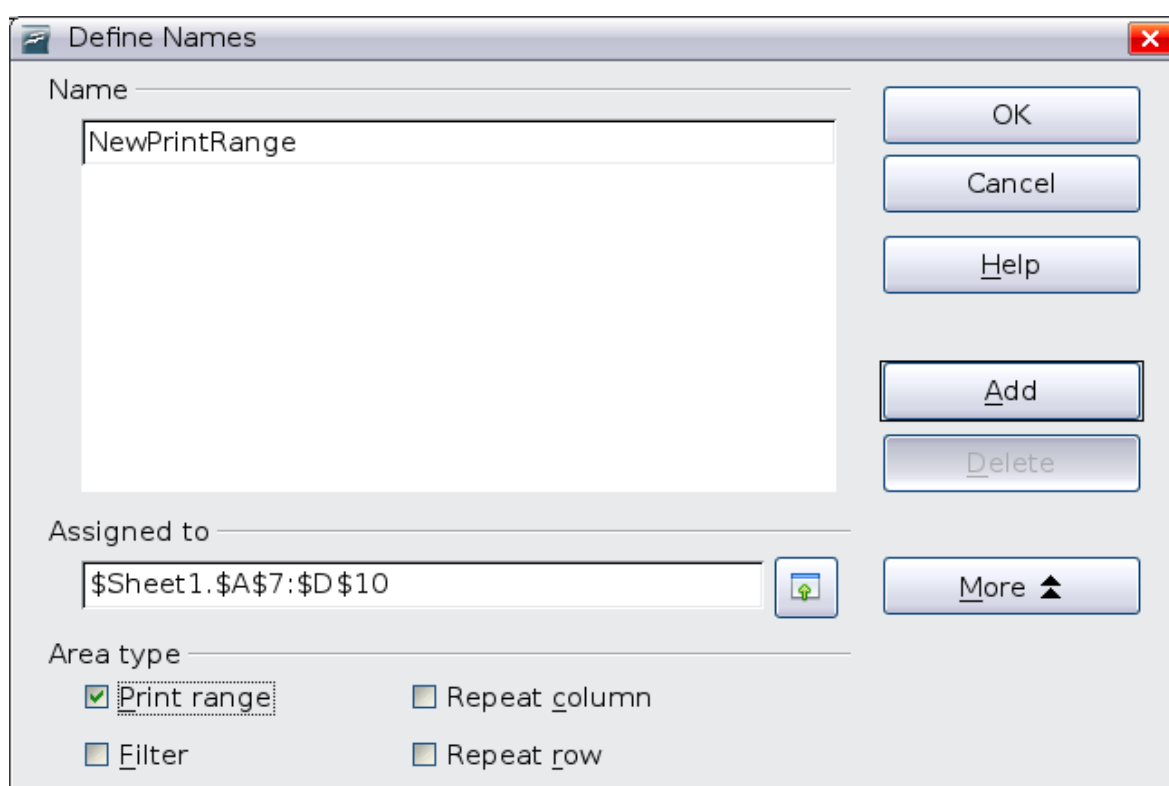 Define Names
Name
NewPrintRange
OK
Cancel
Help
Add
Delete
Assigned to
$Sheet1.$A$7:$D$10
More
Area type
Print range
Repeat column
Filter
Repeat row